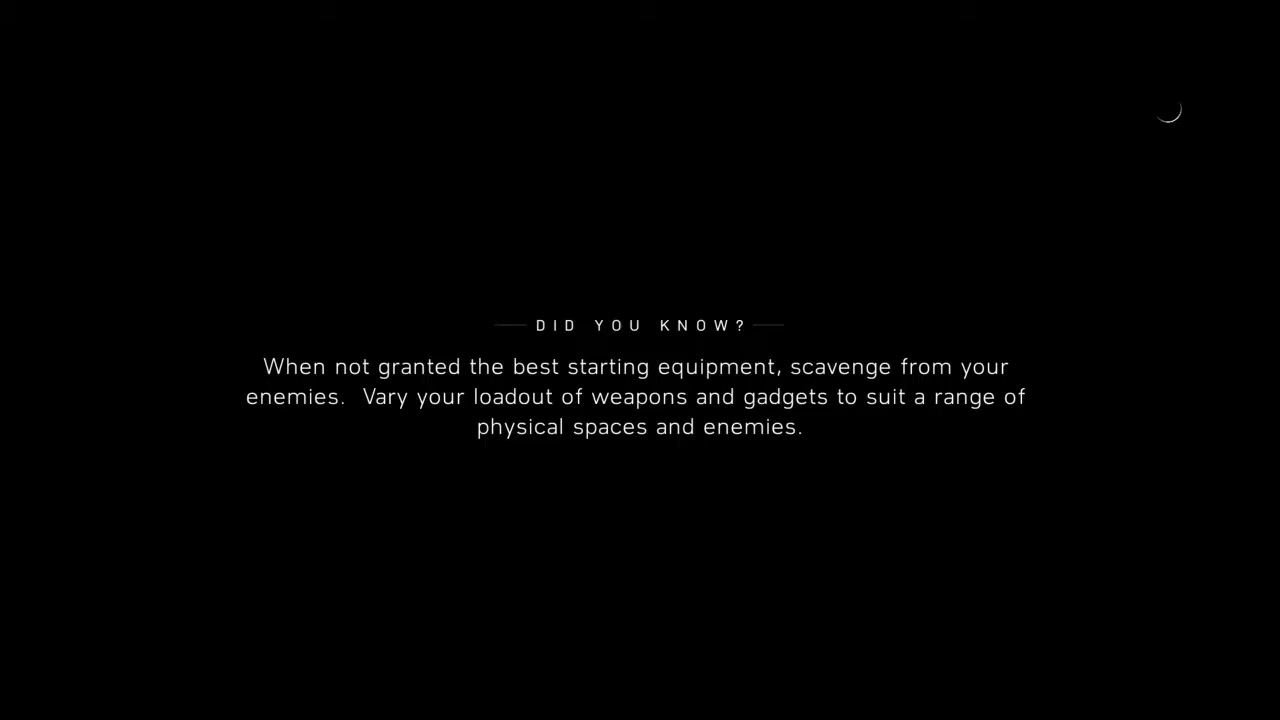 DID YOU KNOW?
When not granted the best starting equipment, scavenge from your
enemies.  Vary your loadout of weapons and gadgets to suit a range of
physical spaces and enemies.